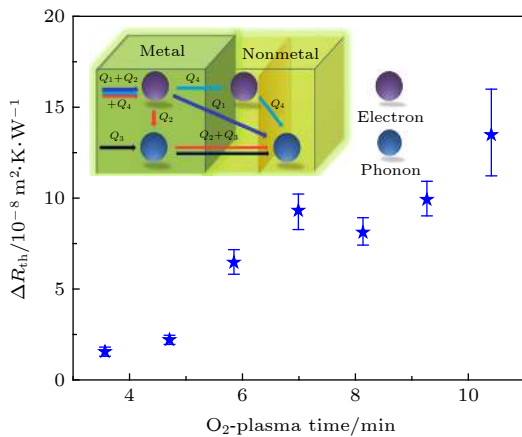 20
15
10
5
0
4
6
8
10
ΔR_th/10⁻⁸ m²·K·W⁻¹
O₂-plasma time/min
Metal
Nonmetal
Q₁+Q₂
+Q₄
Q₄
Q₁
Q₂
Q₄
Q₃
Q₂+Q₃
Electron
Phonon